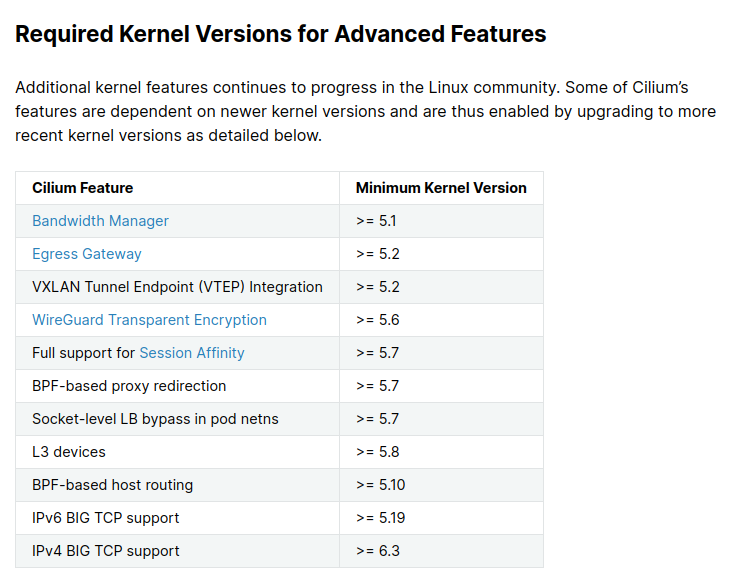 Required Kernel Versions for Advanced Features
Additional kernel features continues to progress in the Linux community. Some of Cilium’s
features are dependent on newer kernel versions and are thus enabled by upgrading to more
recent kernel versions as detailed below.
Cilium Feature Minimum Kernel Version
Bandwidth Manager >= 5.1
Egress Gateway >= 5.2
VXLAN Tunnel Endpoint (VTEP) Integration >= 5.2
WireGuard Transparent Encryption >= 5.6
Full support for Session Affinity >= 5.7
BPF-based proxy redirection >= 5.7
Socket-level LB bypass in pod netns >= 5.7
L3 devices >= 5.8
BPF-based host routing >= 5.10
IPv6 BIG TCP support >= 5.19
IPv4 BIG TCP support >= 6.3